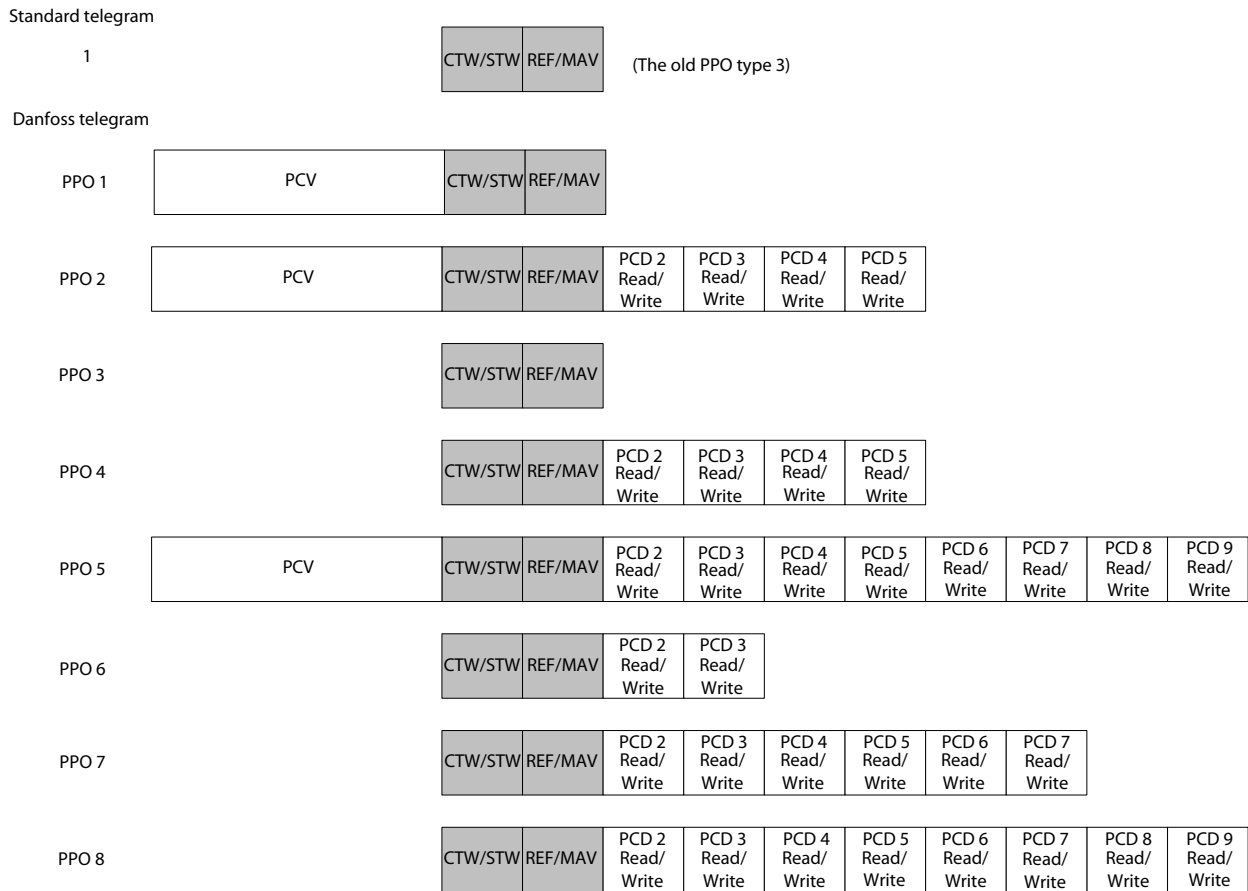 Standard telegram
1
CTW/STW REF/MAV
(The old PPO type 3)
Danfoss telegram
PPO 1
PCV
CTW/STW REF/MAV
PPO 2
PCV
CTW/STW REF/MAV
PCD 2
Read/
Write
PCD 3
Read/
Write
PCD 4
Read/
Write
PCD 5
Read/
Write
PPO 3
CTW/STW REF/MAV
PPO 4
CTW/STW REF/MAV
PCD 2
Read/
Write
PCD 3
Read/
Write
PCD 4
Read/
Write
PCD 5
Read/
Write
PPO 5
PCV
CTW/STW REF/MAV
PCD 2
Read/
Write
PCD 3
Read/
Write
PCD 4
Read/
Write
PCD 5
Read/
Write
PCD 6
Read/
Write
PCD 7
Read/
Write
PCD 8
Read/
Write
PCD 9
Read/
Write
PPO 6
CTW/STW REF/MAV
PCD 2
Read/
Write
PCD 3
Read/
Write
PPO 7
CTW/STW REF/MAV
PCD 2
Read/
Write
PCD 3
Read/
Write
PCD 4
Read/
Write
PCD 5
Read/
Write
PCD 6
Read/
Write
PCD 7
Read/
Write
PPO 8
CTW/STW REF/MAV
PCD 2
Read/
Write
PCD 3
Read/
Write
PCD 4
Read/
Write
PCD 5
Read/
Write
PCD 6
Read/
Write
PCD 7
Read/
Write
PCD 8
Read/
Write
PCD 9
Read/
Write